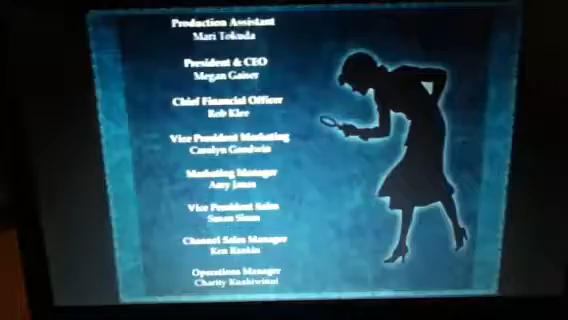 Production Assistant
Mari Tokuda
President & CEO
Megan Gaiser
Chief Financial Officer
Rob Klee
Vice President Marketing
Carolyn Goodwin
Marketing Manager
Amy Jones
Vice President Sales
Susan Sloan
Channel Sales Manager
Ken Rankin
Operations Manager
Charity